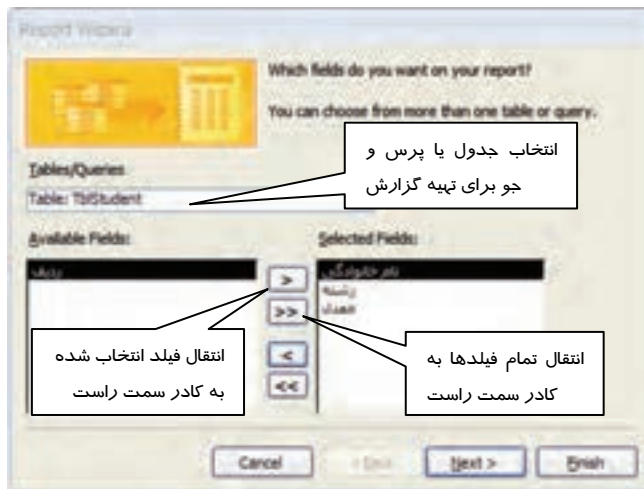 Report Wizard
Which fields do you want on your report?
You can choose from more than one table or query.
انتخاب جدول یا پرس و
جو برای تهیه گزارش
Tables/Queries
Table: TblStudent
Available Fields:
Selected Fields:
ردیف
نام خانوادگی
رشته
معدل
>
>>
<
<<
انتقال فیلد انتخاب شده
به کادر سمت راست
انتقال تمام فیلدها به
کادر سمت راست
Cancel
< Back
Next >
Finish